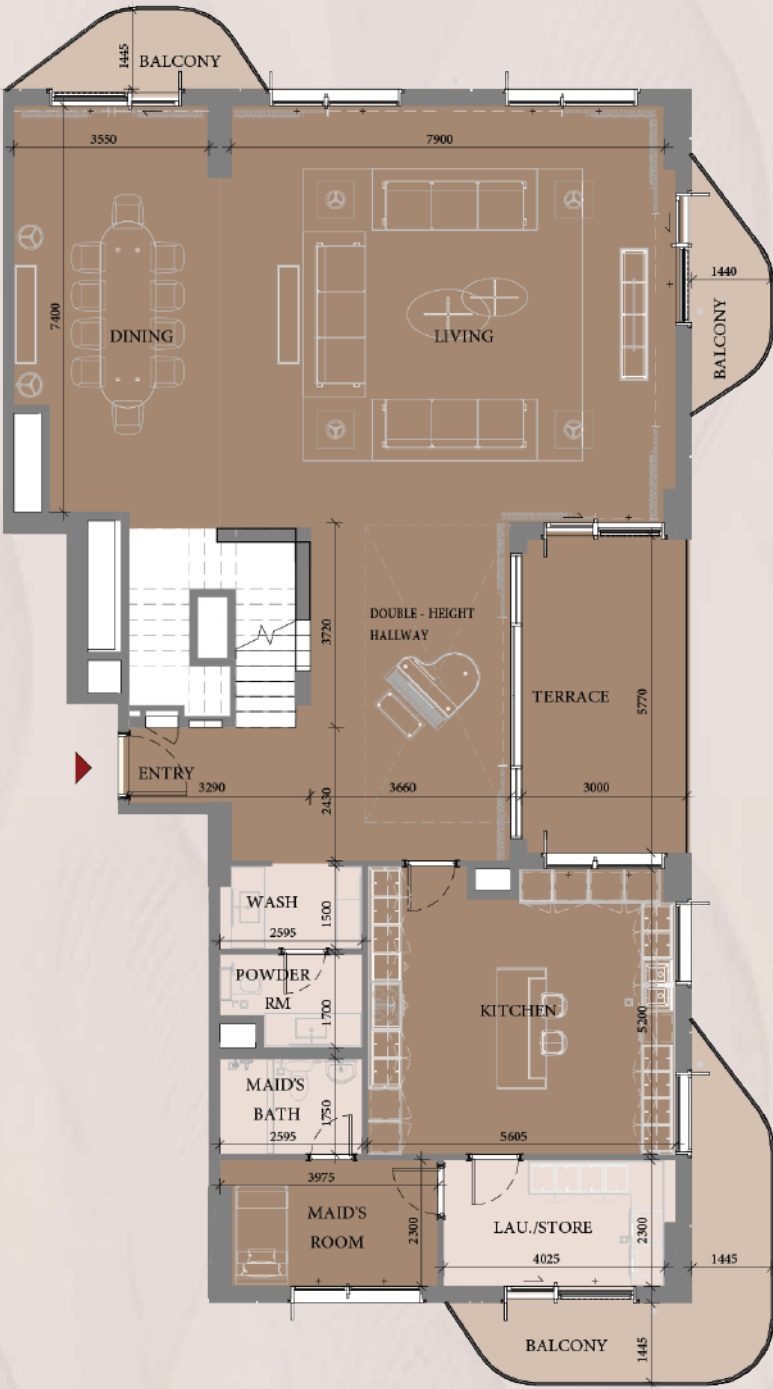 1445
BALCONY
3550
7900
7400
DINING
LIVING
1440
BALCONY
3720
DOUBLE - HEIGHT
HALLWAY
TERRACE
5770
ENTRY
3290
2430
3660
3000
WASH
1500
2595
POWDER
RM
1700
KITCHEN
5200
MAID'S
BATH
1750
2595
5605
3975
MAID'S
ROOM
2300
LAU./STORE
2300
4025
1445
BALCONY
1445